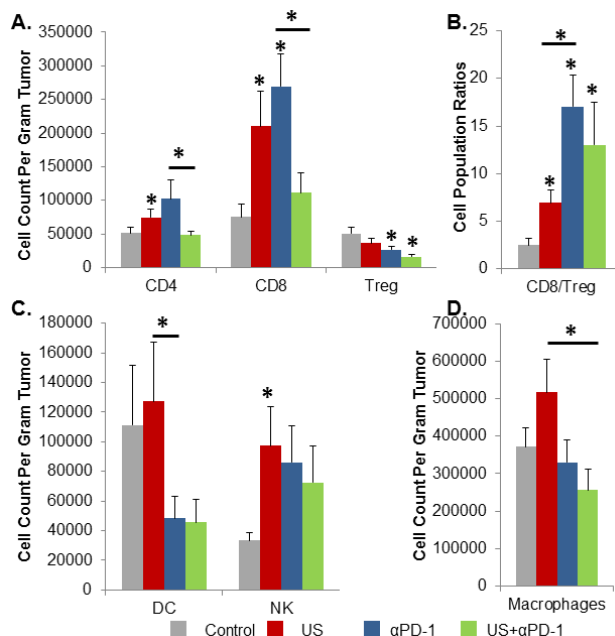 A.
Cell Count Per Gram Tumor
350000
300000
250000
200000
150000
100000
50000
0
* * * * * * *
CD4 CD8 Treg
B.
Cell Population Ratios
25
20
15
10
5
0
* * * *
CD8/Treg
C.
Cell Count Per Gram Tumor
180000
160000
140000
120000
100000
80000
60000
40000
20000
0
* *
DC NK
D.
Cell Count Per Gram Tumor
700000
600000
500000
400000
300000
200000
100000
0
*
Macrophages
Control US αPD-1 US+αPD-1